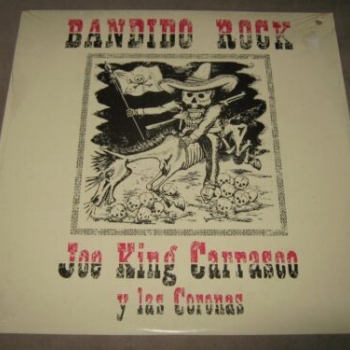 BANDIDO ROCK
Joe King Carrasco
y las Coronas